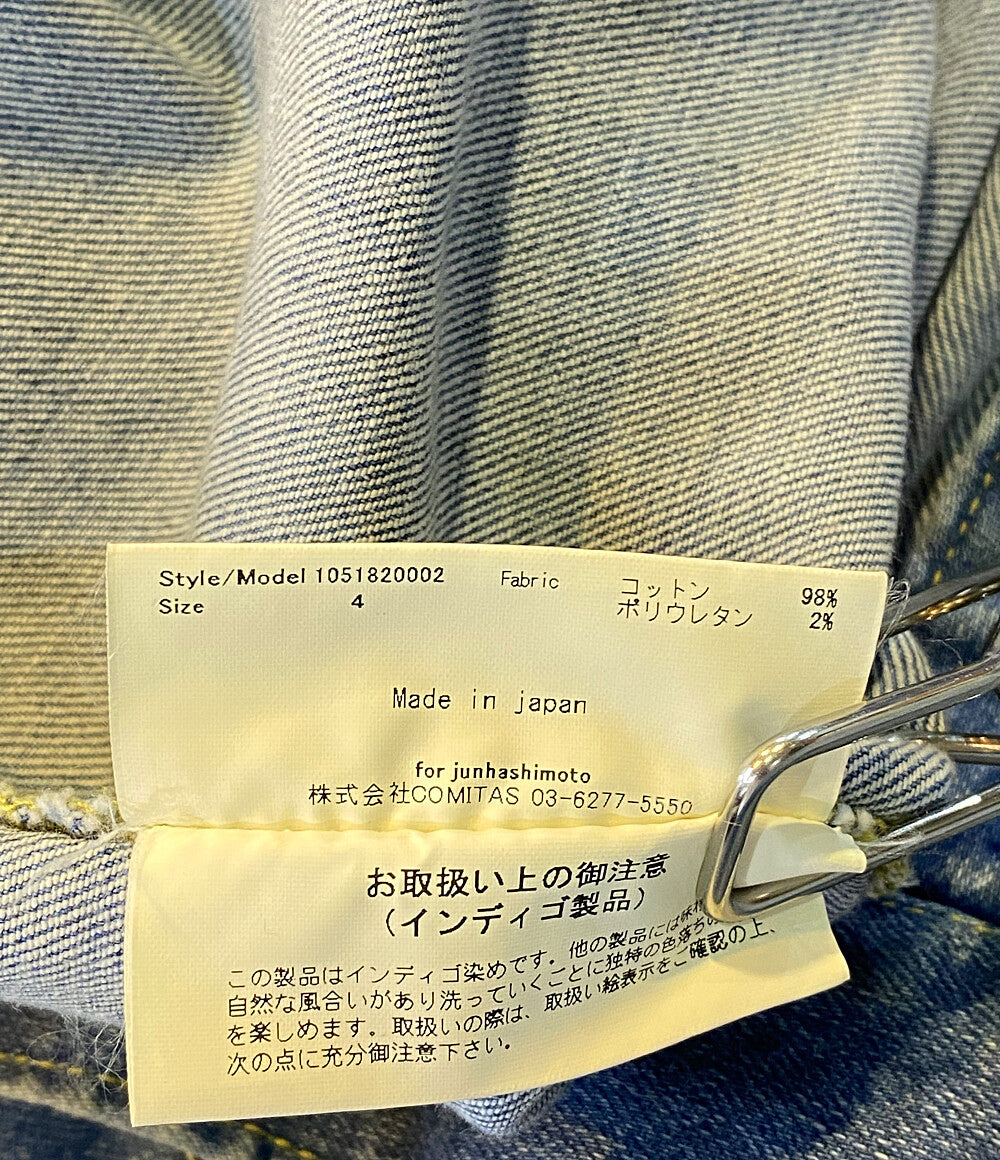 Style/Model 1051820002 Fabric コットン 98%
Size 4 ポリウレタン 2%
Made in japan
for junhashimoto
株式会社COMITAS 03-6277-5550
お取扱い上の御注意
（インディゴ製品）
この製品はインディゴ染めです。他の製品には
自然な風合いがあり洗っていくごとに独特の色落ち
を楽しめます。取扱いの際は、取扱い絵表示をご確認の上、
次の点に充分御注意下さい。